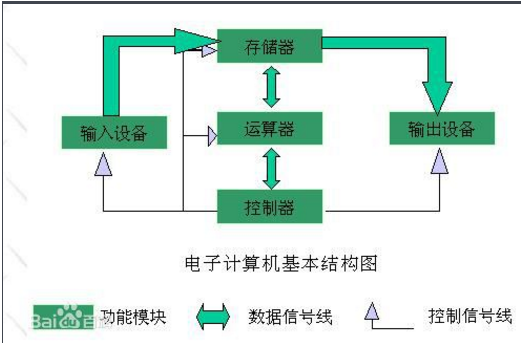 存储器
输入设备
运算器
输出设备
控制器
电子计算机基本结构图
Bai du 百科
功能模块
数据信号线
控制信号线